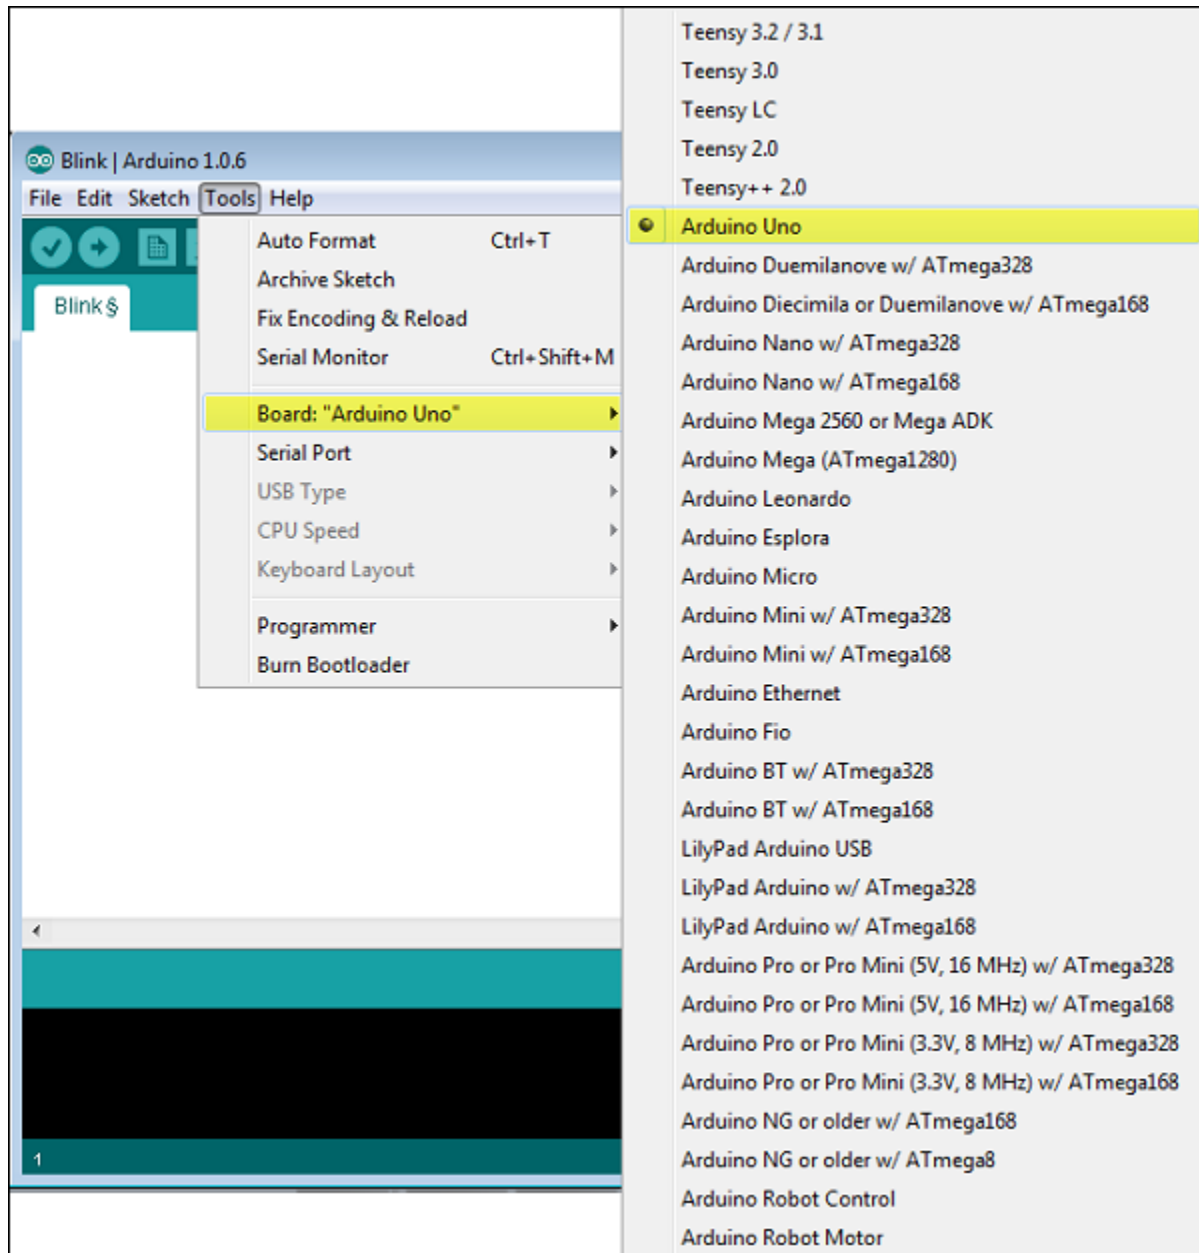 Blink | Arduino 1.0.6
File Edit Sketch Tools Help
Blink§
Auto Format Ctrl+T
Archive Sketch
Fix Encoding & Reload
Serial Monitor Ctrl+Shift+M
Board: "Arduino Uno"
Serial Port
USB Type
CPU Speed
Keyboard Layout
Programmer
Burn Bootloader
1
Teensy 3.2 / 3.1
Teensy 3.0
Teensy LC
Teensy 2.0
Teensy++ 2.0
Arduino Uno
Arduino Duemilanove w/ ATmega328
Arduino Diecimila or Duemilanove w/ ATmega168
Arduino Nano w/ ATmega328
Arduino Nano w/ ATmega168
Arduino Mega 2560 or Mega ADK
Arduino Mega (ATmega1280)
Arduino Leonardo
Arduino Esplora
Arduino Micro
Arduino Mini w/ ATmega328
Arduino Mini w/ ATmega168
Arduino Ethernet
Arduino Fio
Arduino BT w/ ATmega328
Arduino BT w/ ATmega168
LilyPad Arduino USB
LilyPad Arduino w/ ATmega328
LilyPad Arduino w/ ATmega168
Arduino Pro or Pro Mini (5V, 16 MHz) w/ ATmega328
Arduino Pro or Pro Mini (5V, 16 MHz) w/ ATmega168
Arduino Pro or Pro Mini (3.3V, 8 MHz) w/ ATmega328
Arduino Pro or Pro Mini (3.3V, 8 MHz) w/ ATmega168
Arduino NG or older w/ ATmega168
Arduino NG or older w/ ATmega8
Arduino Robot Control
Arduino Robot Motor